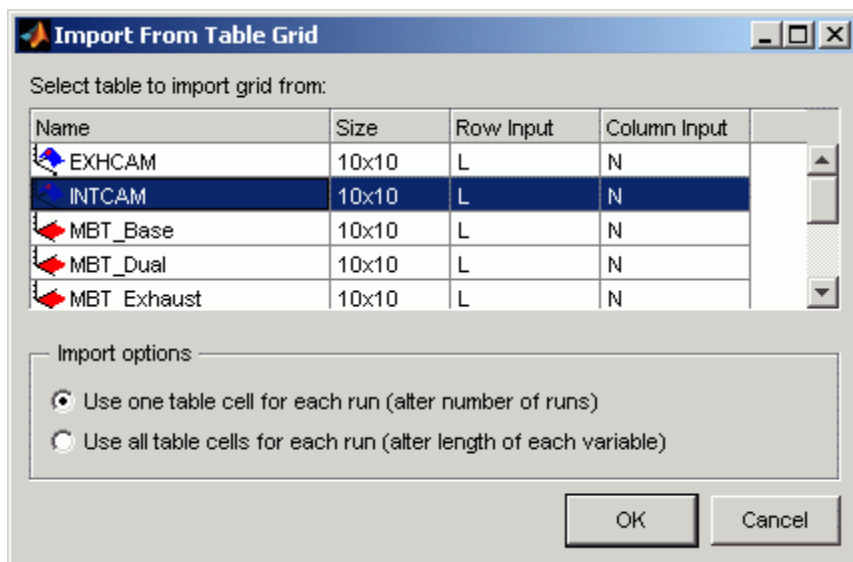 Import From Table Grid
Select table to import grid from:
Name Size Row Input Column Input
EXHCAM 10x10 L N
INTCAM 10x10 L N
MBT_Base 10x10 L N
MBT_Dual 10x10 L N
MBT_Exhaust 10x10 L N
Import options
Use one table cell for each run (alter number of runs)
Use all table cells for each run (alter length of each variable)
OK Cancel